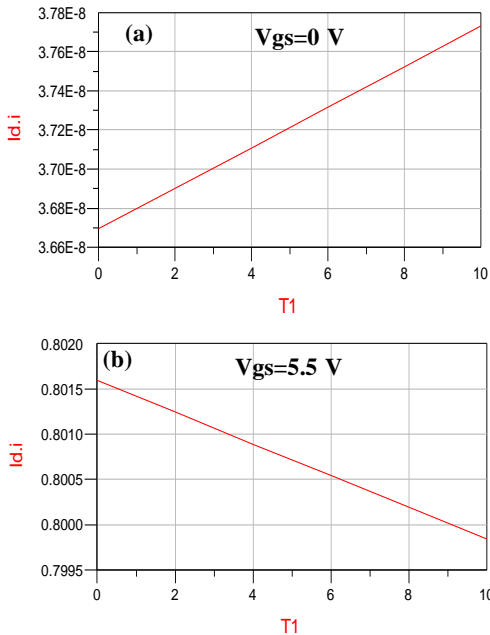 3.78E-8
(a)
Vgs=0 V
3.76E-8
3.74E-8
3.72E-8
3.70E-8
3.68E-8
3.66E-8
Id.i
0 2 4 6 8 10
T1
0.8020
(b)
Vgs=5.5 V
0.8015
0.8010
0.8005
0.8000
0.7995
Id.i
0 2 4 6 8 10
T1